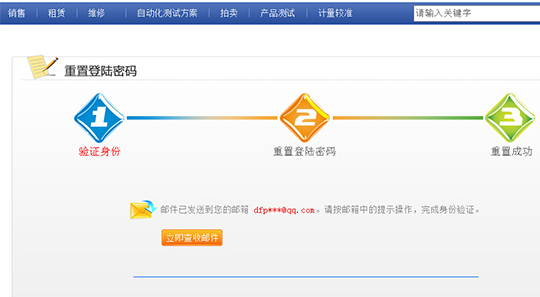 销售 租赁 维修 自动化测试方案 拍卖 产品测试 计量较准 请输入关键字
重置登陆密码
1 2 3
验证身份 重置登陆密码 重置成功
邮件已发送到您的邮箱 dfp***@qq.com。请按邮箱中的提示操作，完成身份验证。
立即查收邮件